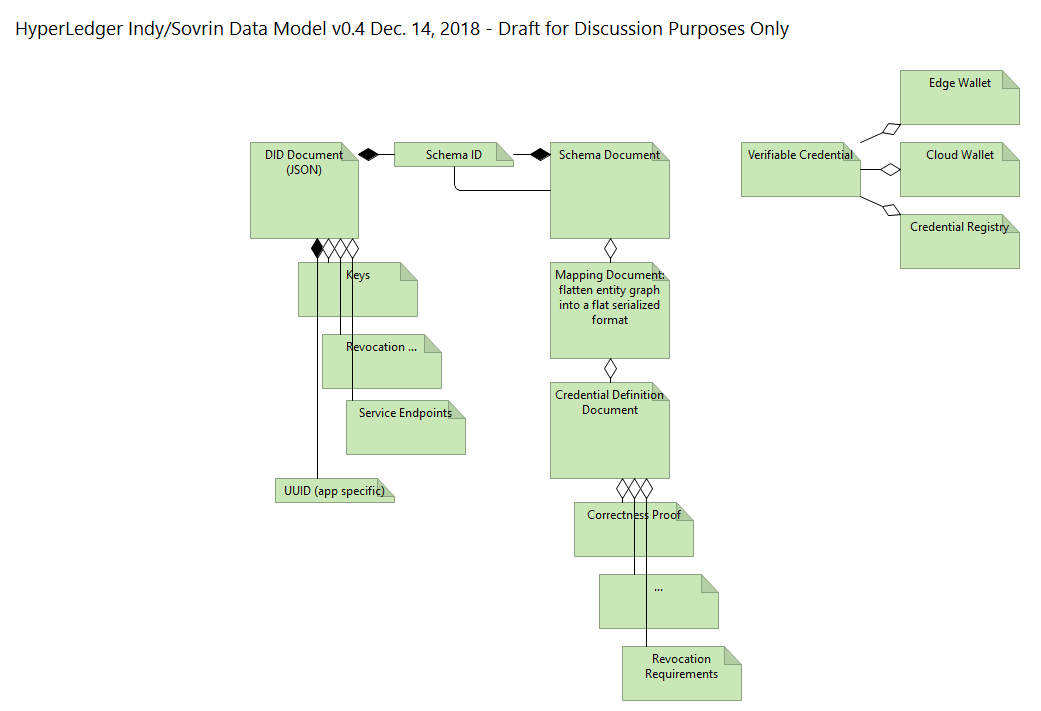 HyperLedger Indy/Sovrin Data Model v0.4 Dec. 14, 2018 - Draft for Discussion Purposes Only
Edge Wallet
DID Document
(JSON)
Schema ID
Schema Document
Verifiable Credential
Cloud Wallet
Credential Registry
Keys
Mapping Document:
flatten entity graph
into a flat serialized
format
Revocation ...
Credential Definition
Document
Service Endpoints
UUID (app specific)
Correctness Proof
...
Revocation
Requirements